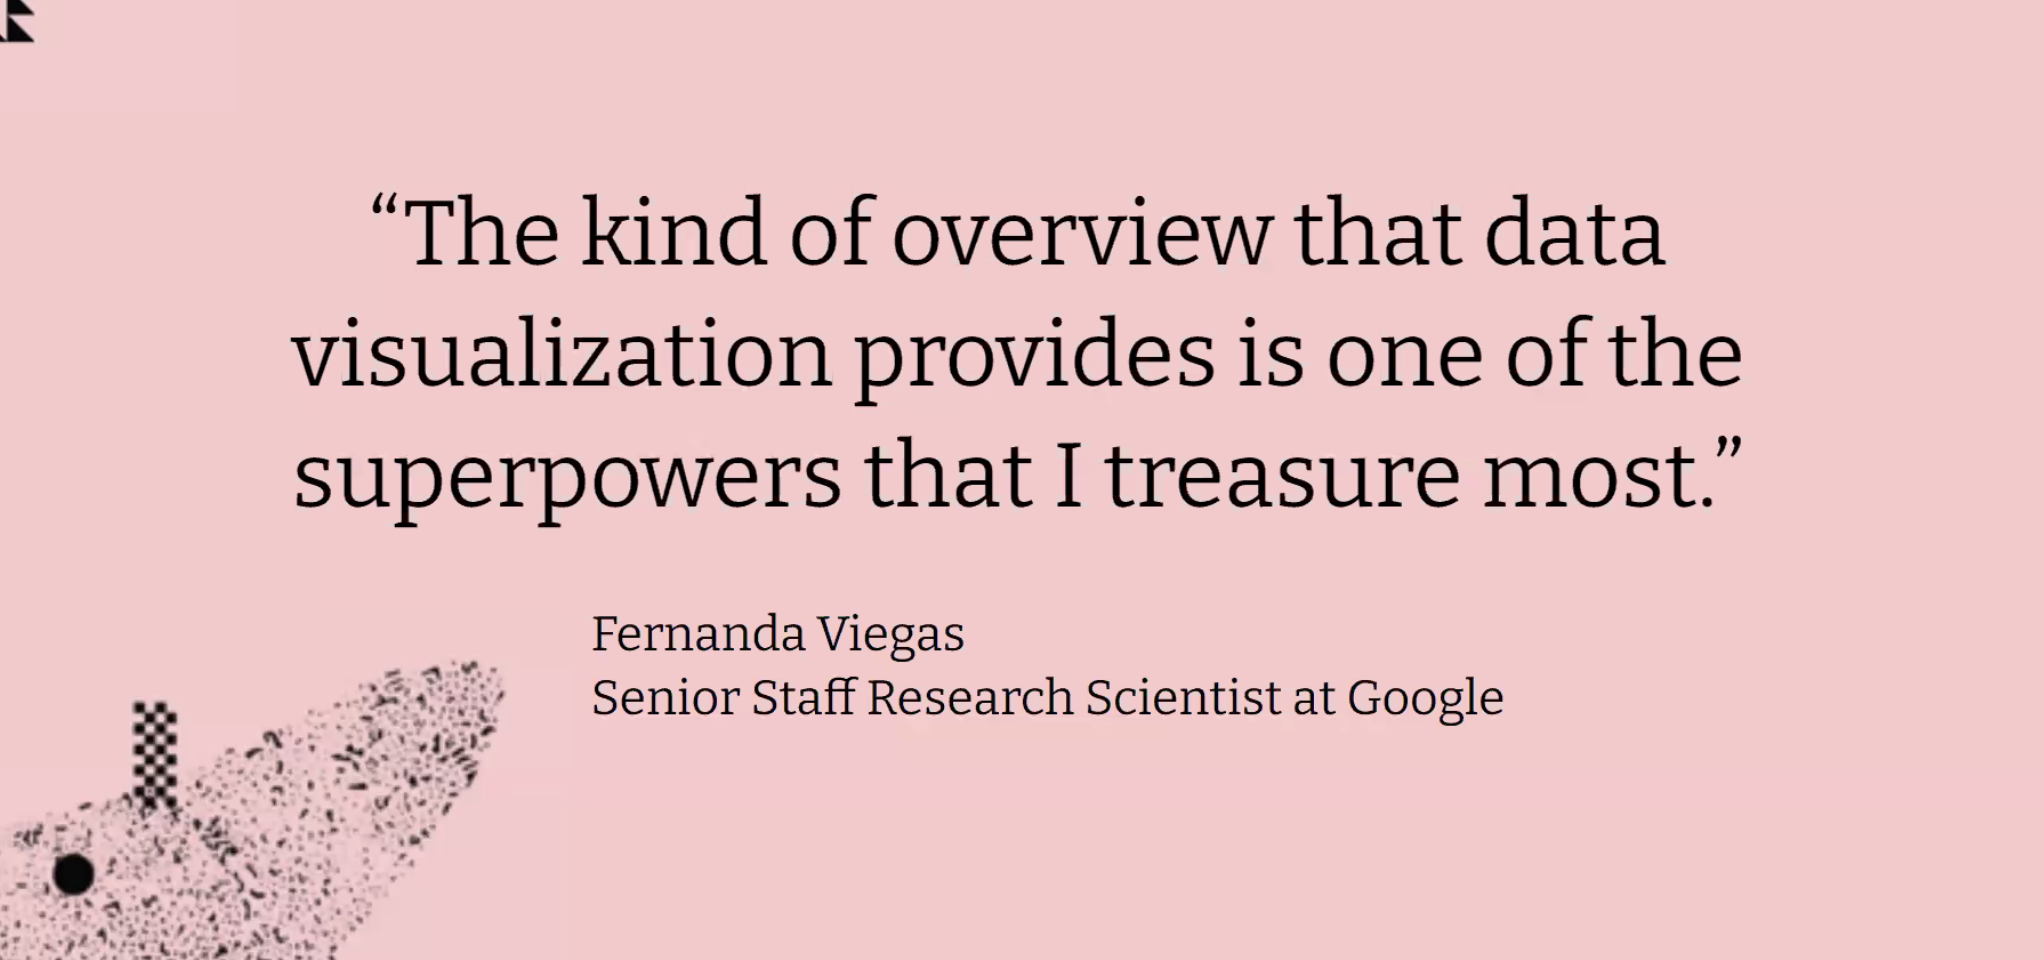 “The kind of overview that data
visualization provides is one of the
superpowers that I treasure most.”
Fernanda Viegas
Senior Staff Research Scientist at Google